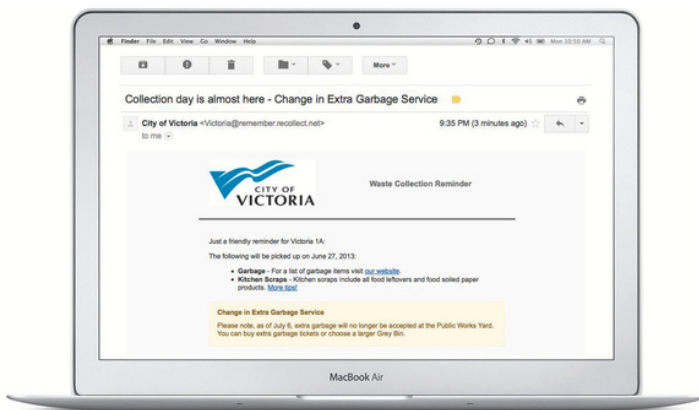 Finder File Edit View Go Window Help
Mon 10:50 AM
More
Collection day is almost here - Change in Extra Garbage Service
City of Victoria <Victoria@remember.recollect.net>
9:35 PM (3 minutes ago)
to me
CITY OF
VICTORIA
Waste Collection Reminder
Just a friendly reminder for Victoria 1A:
The following will be picked up on June 27, 2013:
• Garbage - For a list of garbage items visit our website.
• Kitchen Scraps - Kitchen scraps include all food leftovers and food soiled paper
products. More tips!
Change in Extra Garbage Service
Please note, as of July 6, extra garbage will no longer be accepted at the Public Works Yard.
You can buy extra garbage tickets or choose a larger Grey Bin.
MacBook Air